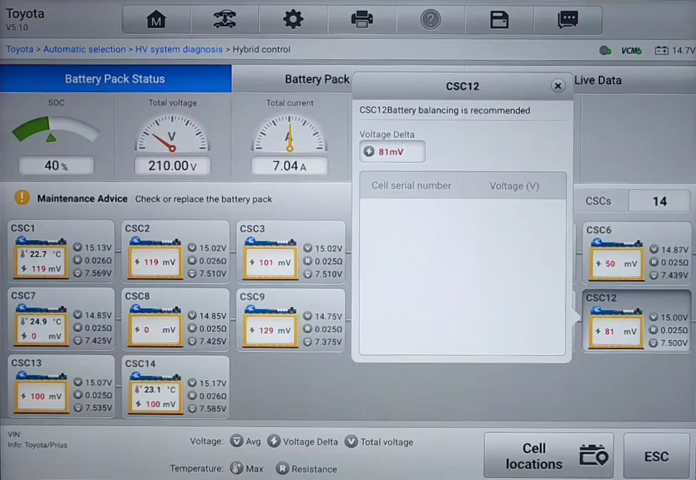 Toyota
V5.10
Toyota > Automatic selection > HV system diagnosis > Hybrid control
VCMI
14.7V
Battery Pack Status
Battery Pack
Live Data
SOC
Total voltage
Total current
V
A
40 %
210.00 V
7.04 A
CSC12
CSC12Battery balancing is recommended
Voltage Delta
81mV
Cell serial number
Voltage (V)
Maintenance Advice Check or replace the battery pack
CSCs 14
CSC1
22.7 °C
119 mV
15.13V
0.026Ω
7.569V
CSC2
119 mV
15.02V
0.026Ω
7.510V
CSC3
101 mV
15.02V
0.025Ω
7.510V
CSC6
50 mV
14.87V
0.025Ω
7.439V
CSC7
24.9 °C
0 mV
14.85V
0.025Ω
7.425V
CSC8
0 mV
14.85V
0.025Ω
7.425V
CSC9
129 mV
14.75V
0.025Ω
7.375V
CSC12
81 mV
15.00V
0.025Ω
7.500V
CSC13
100 mV
15.07V
0.025Ω
7.535V
CSC14
23.1 °C
100 mV
15.17V
0.026Ω
7.585V
VIN:
Info: Toyota/Prius
Voltage: Avg Voltage Delta Total voltage
Temperature: Max R Resistance
Cell
locations
ESC